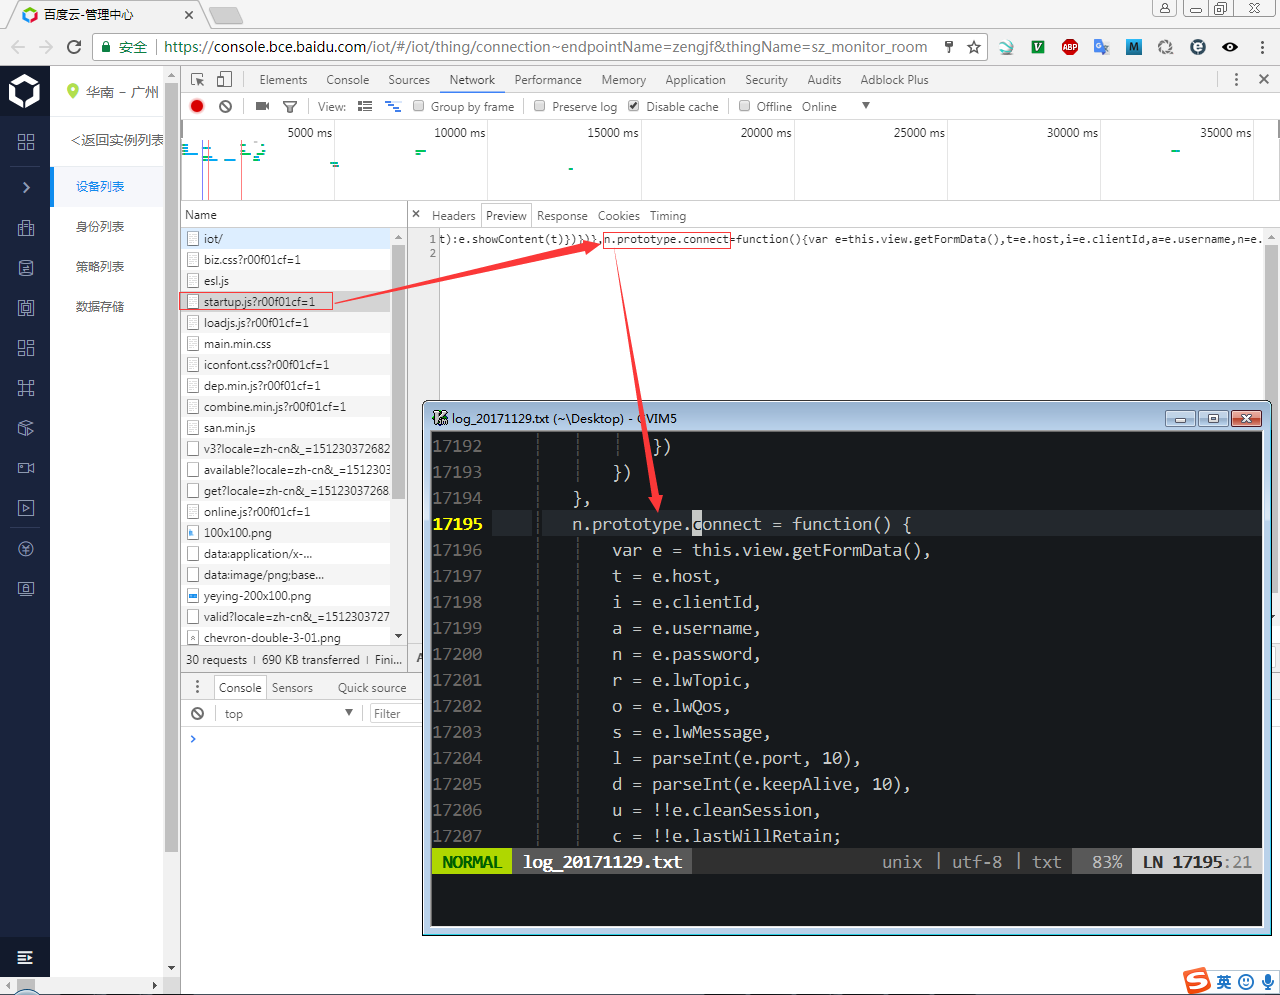 百度云-管理中心
安全 https://console.bce.baidu.com/iot/#/iot/thing/connection~endpointName=zengjf&thingName=sz_monitor_room
ABP
M
华南 - 广州
<返回实例列表
设备列表
身份列表
策略列表
数据存储
Elements Console Sources Network Performance Memory Application Security Audits Adblock Plus
View: Group by frame Preserve log Disable cache Offline Online
5000 ms 10000 ms 15000 ms 20000 ms 25000 ms 30000 ms 35000 ms
Name
iot/
biz.css?r00f01cf=1
esl.js
startup.js?r00f01cf=1
loadjs.js?r00f01cf=1
main.min.css
iconfont.css?r00f01cf=1
dep.min.js?r00f01cf=1
combine.min.js?r00f01cf=1
san.min.js
v3?locale=zh-cn&_=151230372682
available?locale=zh-cn&_=1512303
get?locale=zh-cn&_=15123037268
online.js?r00f01cf=1
100x100.png
data:application/x-...
data:image/png;base...
yeying-200x100.png
valid?locale=zh-cn&_=1512303727
chevron-double-3-01.png
30 requests | 690 KB transferred | Fini...
Headers Preview Response Cookies Timing
1 t):e.showContent(t)})})},n.prototype.connect=function(){var e=this.view.getFormData(),t=e.host,i=e.clientId,a=e.username,n=e.
2
Console Sensors Quick source
top Filter
log_20171129.txt (~\Desktop) - GVIM5
17192 })
17193 })
17194 },
17195 n.prototype.connect = function() {
17196 var e = this.view.getFormData(),
17197 t = e.host,
17198 i = e.clientId,
17199 a = e.username,
17200 n = e.password,
17201 r = e.lwTopic,
17202 o = e.lwQos,
17203 s = e.lwMessage,
17204 l = parseInt(e.port, 10),
17205 d = parseInt(e.keepAlive, 10),
17206 u = !!e.cleanSession,
17207 c = !!e.lastWillRetain;
NORMAL log_20171129.txt unix | utf-8 | txt 83% LN 17195:21
英